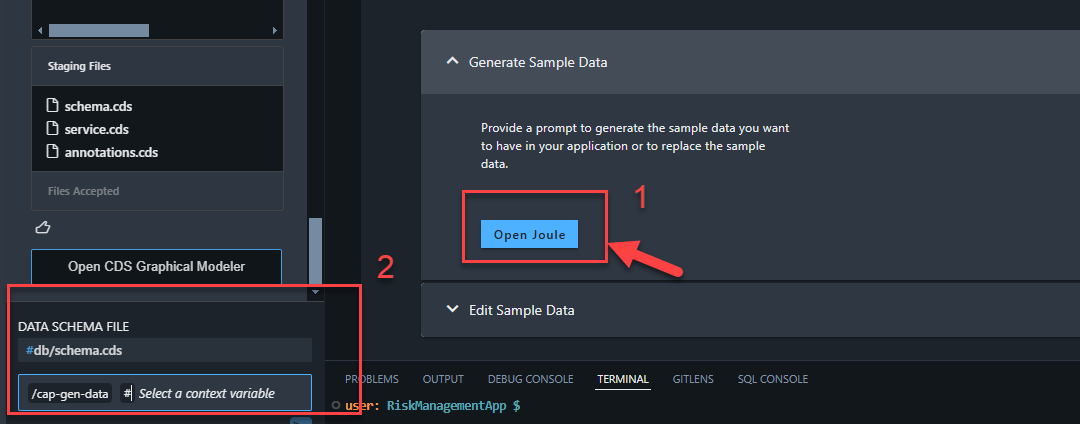 Staging Files
schema.cds
service.cds
annotations.cds
Files Accepted
Open CDS Graphical Modeler
2
DATA SCHEMA FILE
#db/schema.cds
/cap-gen-data # Select a context variable
Generate Sample Data
Provide a prompt to generate the sample data you want
to have in your application or to replace the sample
data.
1
Open Joule
Edit Sample Data
PROBLEMS OUTPUT DEBUG CONSOLE TERMINAL GITLENS SQL CONSOLE
user: RiskManagementApp $